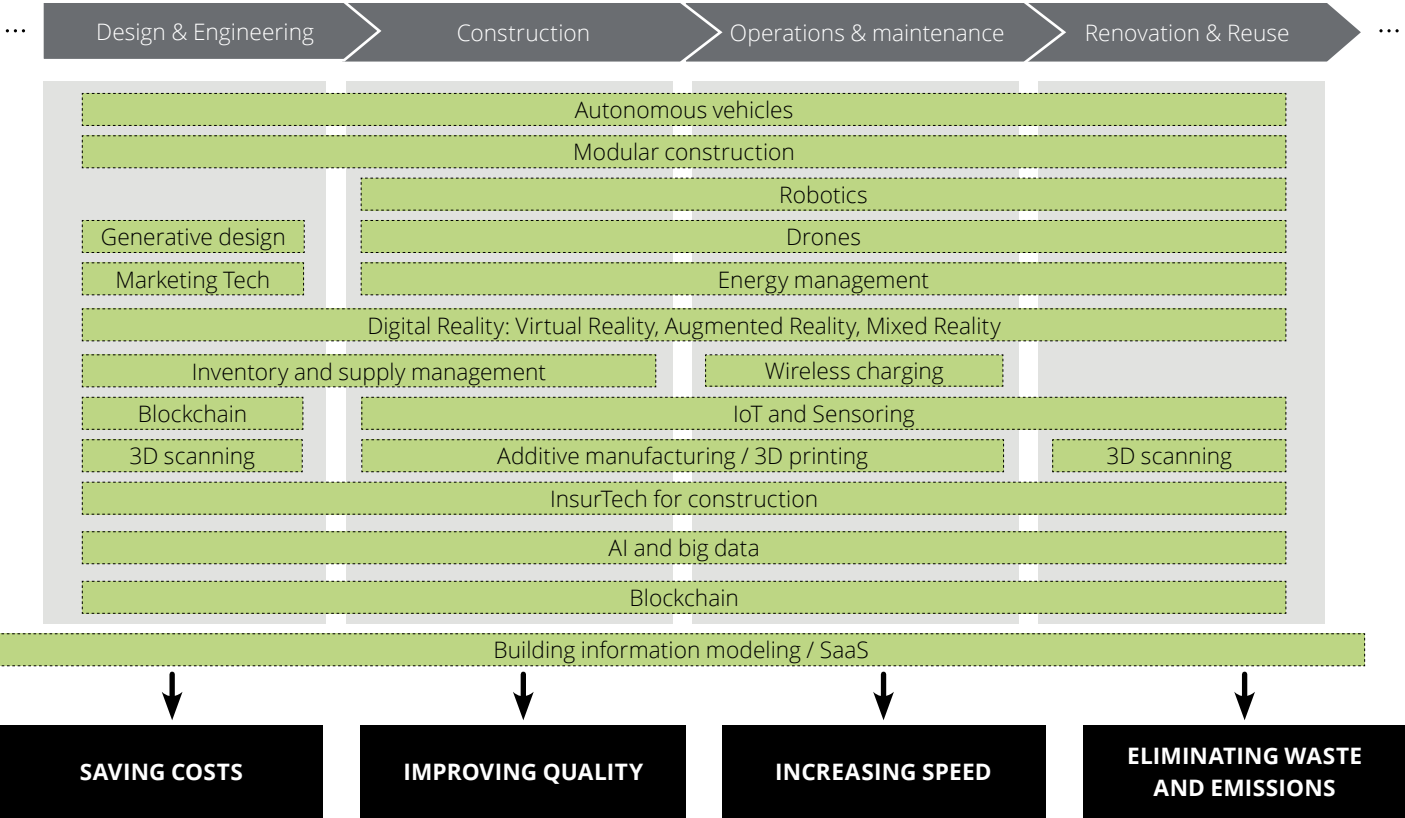 ...
Design & Engineering
Construction
Operations & maintenance
Renovation & Reuse
...
Autonomous vehicles
Modular construction
Robotics
Generative design
Drones
Marketing Tech
Energy management
Digital Reality: Virtual Reality, Augmented Reality, Mixed Reality
Inventory and supply management
Wireless charging
Blockchain
IoT and Sensoring
3D scanning
Additive manufacturing / 3D printing
3D scanning
InsurTech for construction
AI and big data
Blockchain
Building information modeling / SaaS
SAVING COSTS
IMPROVING QUALITY
INCREASING SPEED
ELIMINATING WASTE
AND EMISSIONS